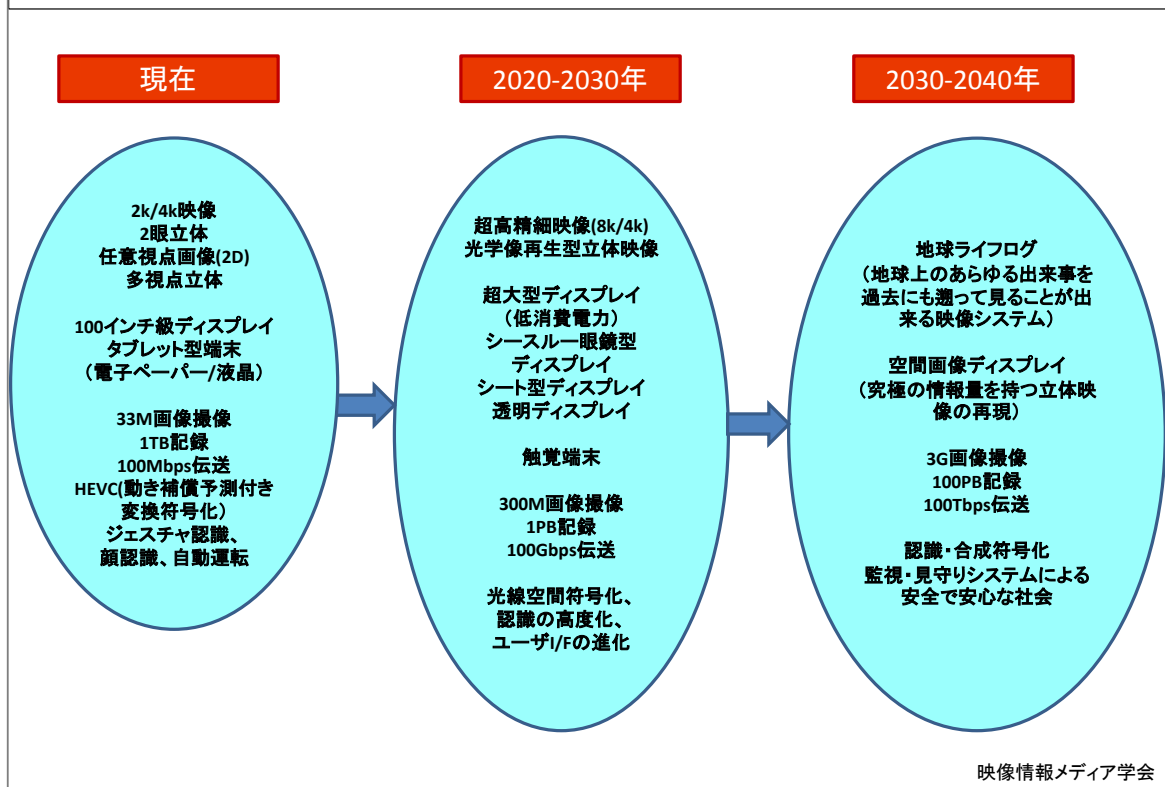 現在
2k/4k映像
2眼立体
任意視点画像(2D)
多視点立体
100インチ級ディスプレイ
タブレット型端末
（電子ペーパー/液晶）
33M画像撮像
1TB記録
100Mbps伝送
HEVC(動き補償予測付き
変換符号化）
ジェスチャ認識、
顔認識、自動運転
2020-2030年
超高精細映像(8k/4k)
光学像再生型立体映像
超大型ディスプレイ
（低消費電力）
シースルー眼鏡型
ディスプレイ
シート型ディスプレイ
透明ディスプレイ
触覚端末
300M画像撮像
1PB記録
100Gbps伝送
光線空間符号化、
認識の高度化、
ユーザI/Fの進化
2030-2040年
地球ライフログ
（地球上のあらゆる出来事を
過去にも遡って見ることが出
来る映像システム）
空間画像ディスプレイ
（究極の情報量を持つ立体映
像の再現）
3G画像撮像
100PB記録
100Tbps伝送
認識・合成符号化
監視・見守りシステムによる
安全で安心な社会
映像情報メディア学会